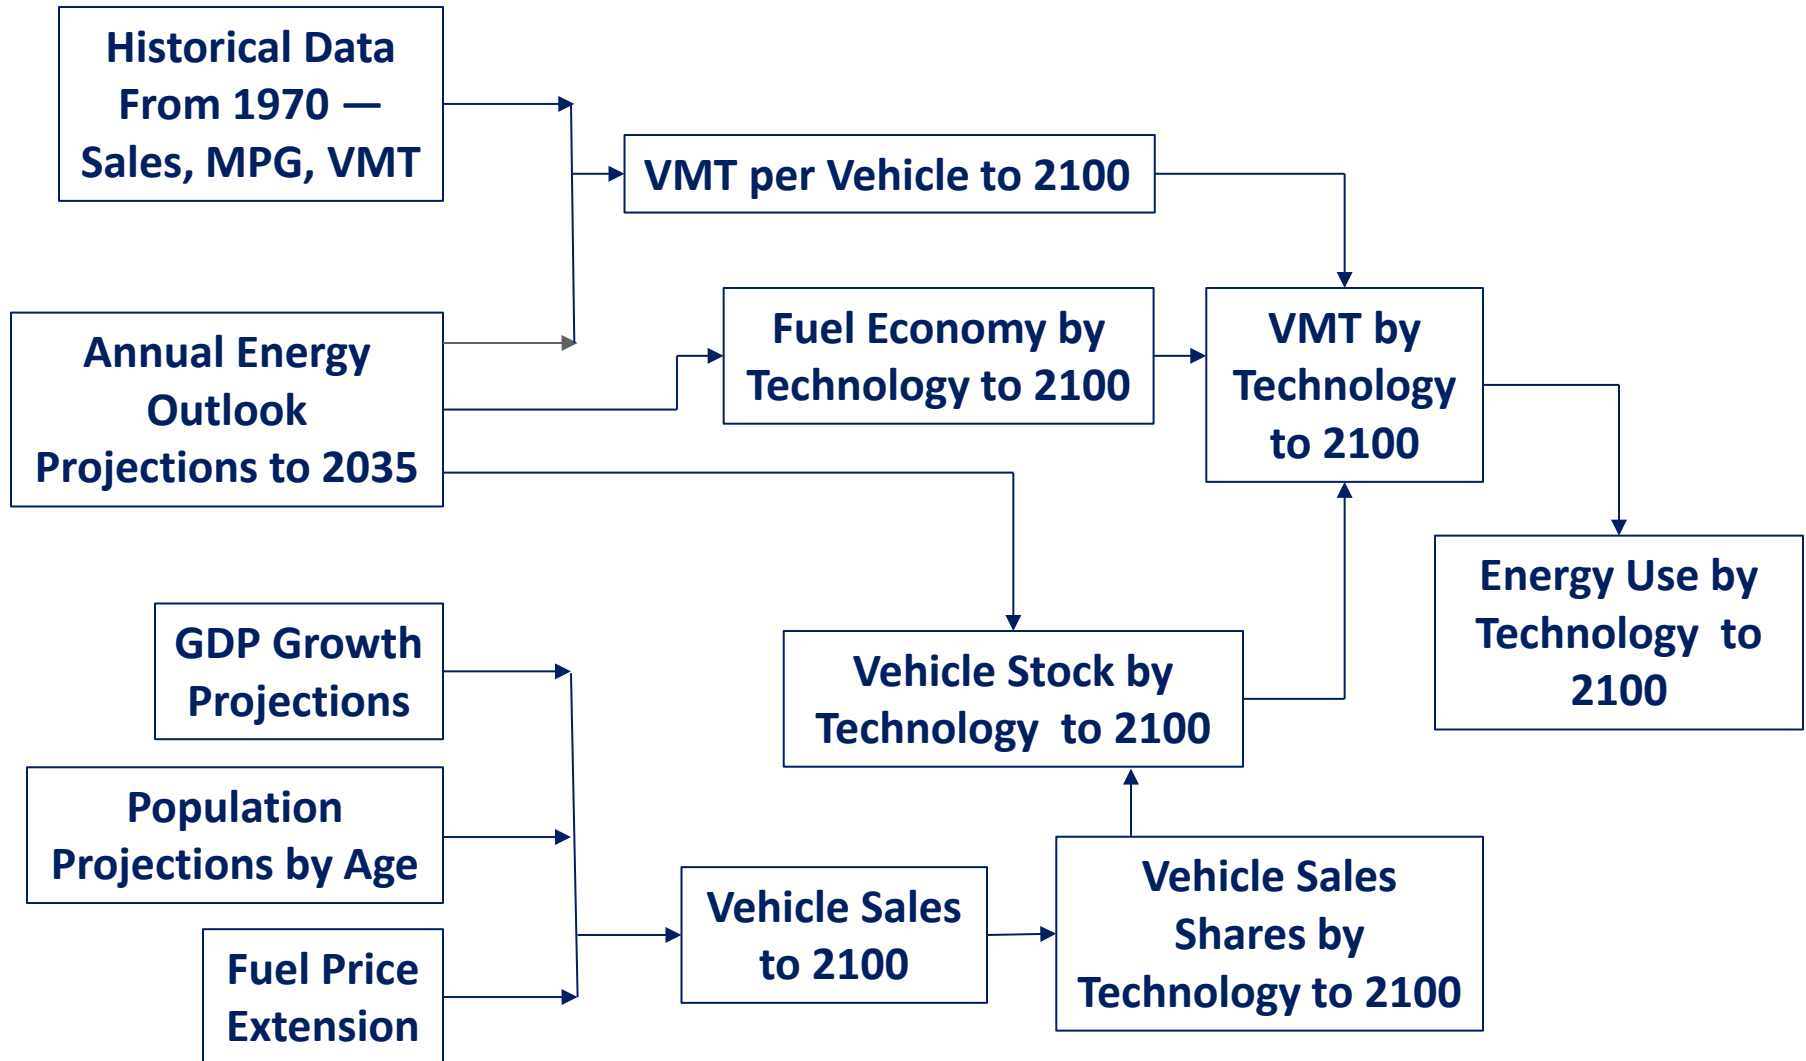 Historical Data
From 1970 —
Sales, MPG, VMT
VMT per Vehicle to 2100
Annual Energy
Outlook
Projections to 2035
Fuel Economy by
Technology to 2100
VMT by
Technology
to 2100
Energy Use by
Technology  to
2100
GDP Growth
Projections
Vehicle Stock by
Technology  to 2100
Population
Projections by Age
Vehicle Sales
to 2100
Vehicle Sales
Shares by
Technology to 2100
Fuel Price
Extension